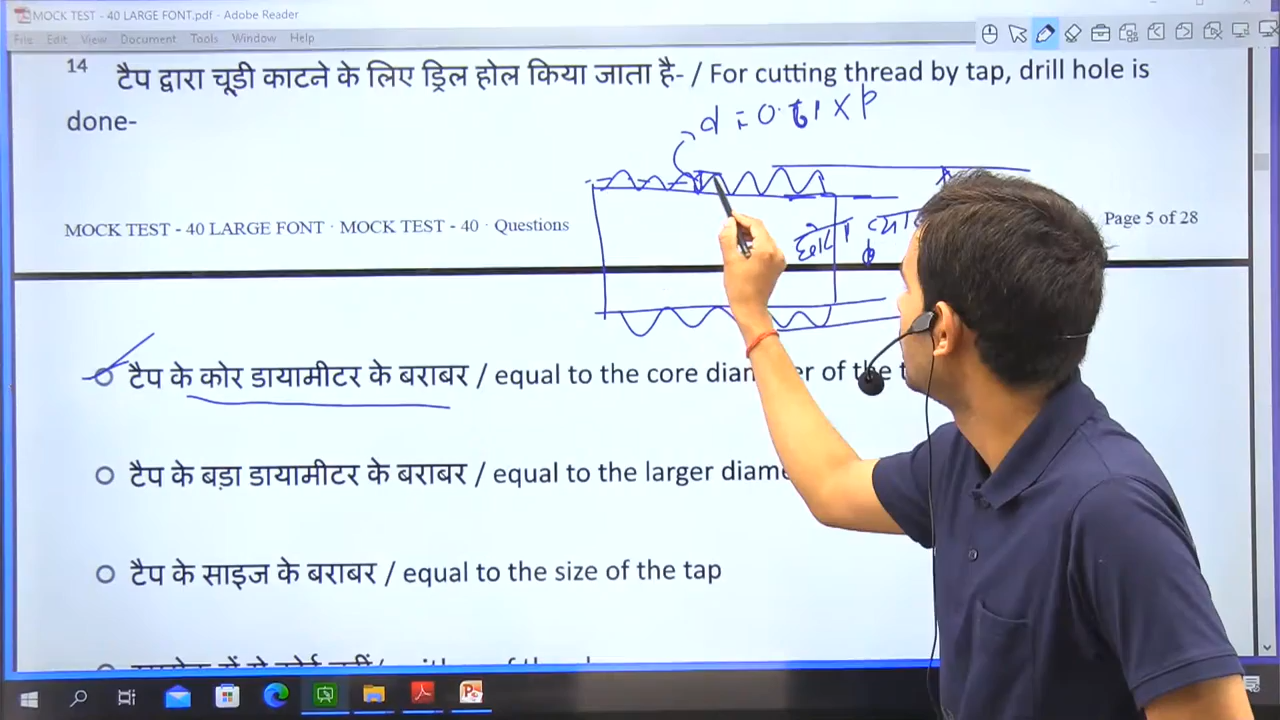 MOCK TEST - 40 LARGE FONT.pdf - Adobe Reader
File Edit View Document Tools Window Help
14 टैप द्वारा चूड़ी काटने के लिए ड्रिल होल किया जाता है- / For cutting thread by tap, drill hole is
done-
d = 0.61 x p
छोटा
MOCK TEST - 40 LARGE FONT · MOCK TEST - 40 · Questions
Page 5 of 28
टैप के कोर डायामीटर के बराबर / equal to the core of the
टैप के बड़ा डायामीटर के बराबर / equal to the larger
टैप के साइज के बराबर / equal to the size of the tap